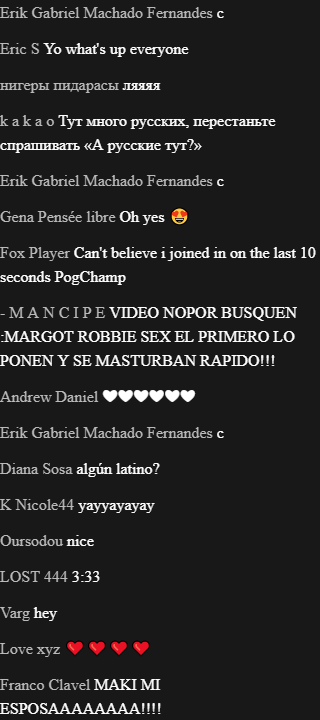 Erik Gabriel Machado Fernandes c
Eric S Yo what's up everyone
нигеры пидарасы ляяяя
k a k a o Тут много русских, перестаньте
спрашивать «А русские тут?»
Erik Gabriel Machado Fernandes c
Gena Pensée libre Oh yes 😍
Fox Player Can't believe i joined in on the last 10
seconds PogChamp
- M A N C I P E VIDEO NOPOR BUSQUEN
:MARGOT ROBBIE SEX EL PRIMERO LO
PONEN Y SE MASTURBAN RAPIDO!!!
Andrew Daniel 🤍🤍🤍🤍🤍🤍
Erik Gabriel Machado Fernandes c
Diana Sosa algún latino?
K Nicole44 yayyayayay
Oursodou nice
LOST 444 3:33
Varg hey
Love xyz ❤️ ❤️ ❤️ ❤️
Franco Clavel MAKI MI
ESPOSAAAAAAAA!!!!